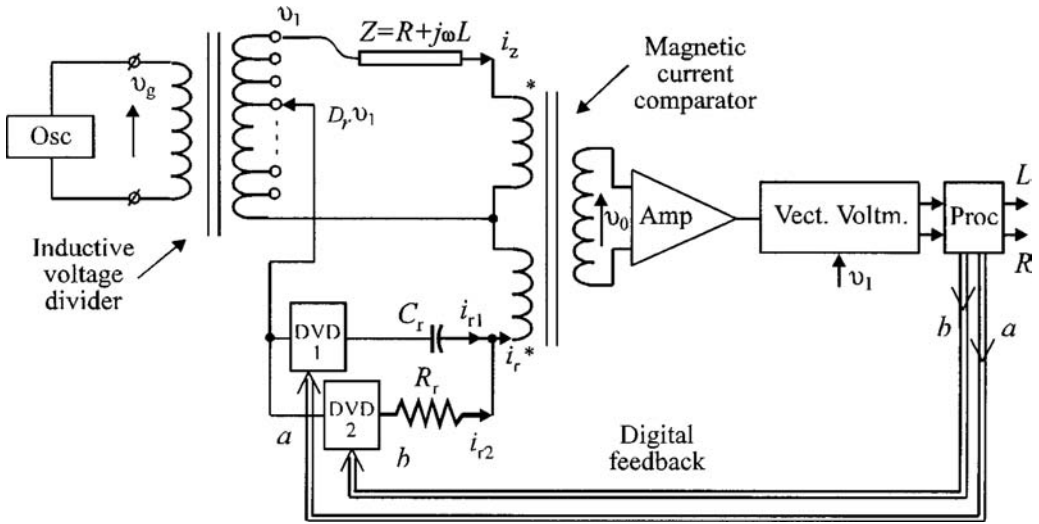 υ1
Z=R+jωL
iz
*
Magnetic
current
comparator
υg
Osc
Dr υ1
υ0
Amp
Vect. Voltm.
Proc
L
R
υ1
Inductive
voltage
divider
b
a
DVD
1
Cr
ir1
ir*
DVD
2
Rr
ir2
a
b
Digital
feedback